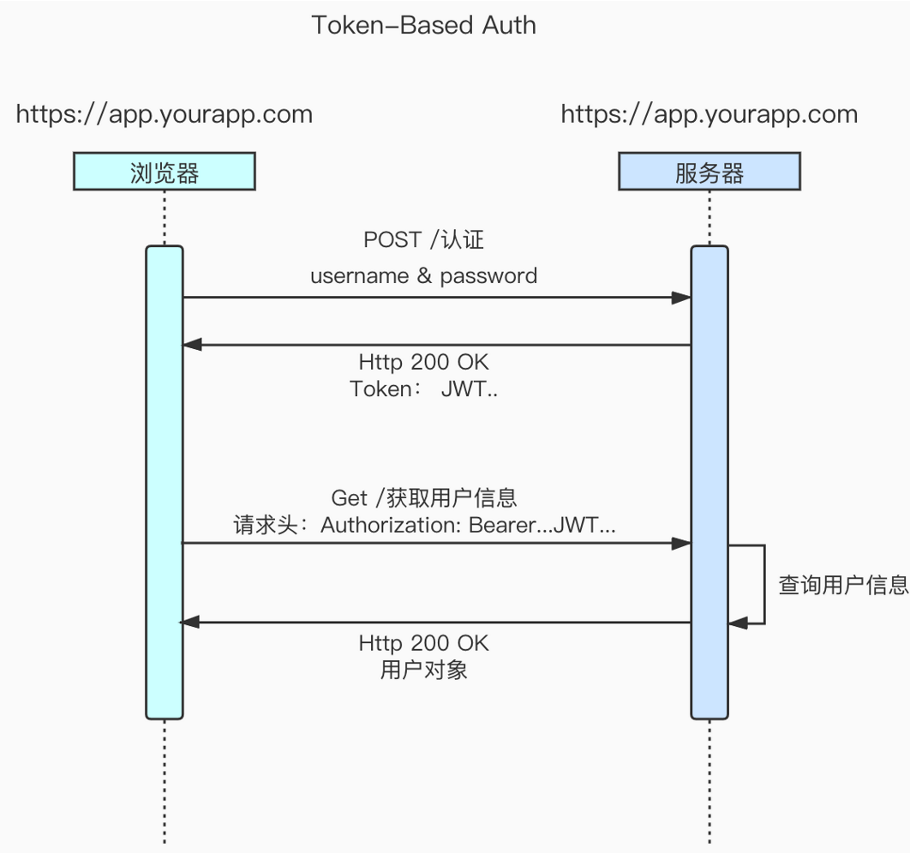 Token-Based Auth
https://app.yourapp.com
https://app.yourapp.com
浏览器
服务器
POST /认证
username & password
Http 200 OK
Token： JWT..
Get /获取用户信息
请求头：Authorization: Bearer...JWT...
查询用户信息
Http 200 OK
用户对象